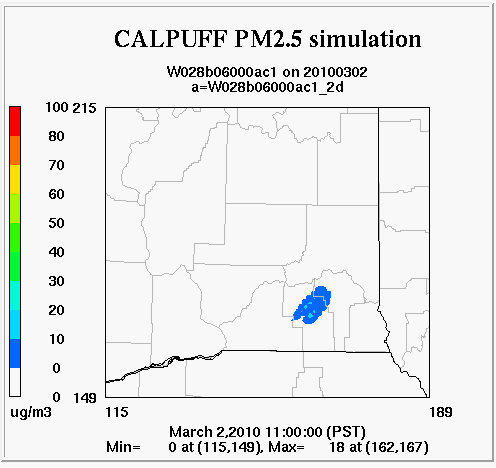 CALPUFF PM2.5 simulation
W028b06000ac1 on 20100302
a=W028b06000ac1_2d
100
80
70
60
50
40
30
20
10
0
0
ug/m3
215
149
115
189
March 2,2010 11:00:00 (PST)
Min= 0 at (115,149), Max= 18 at (162,167)